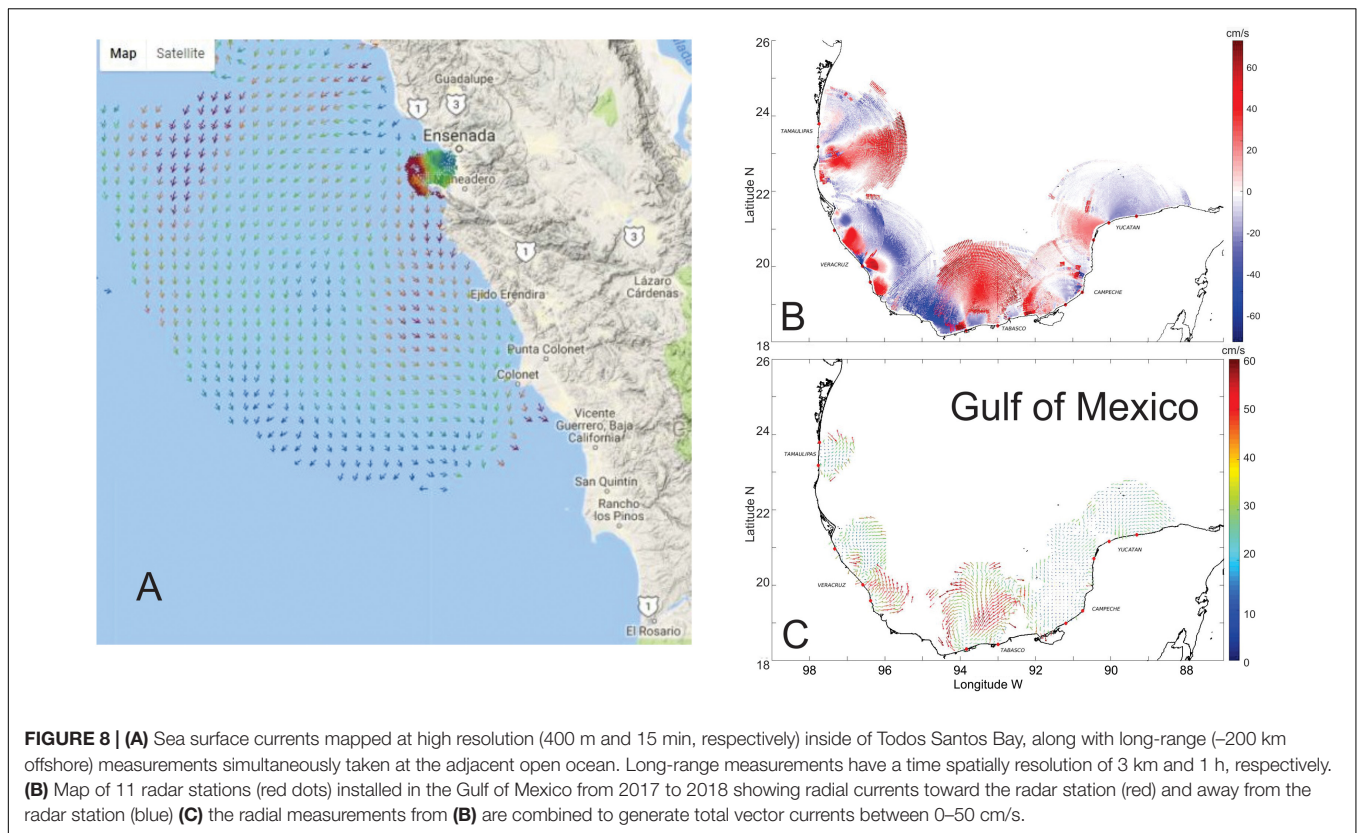 Map Satellite
Guadalupe
1 3
Ensenada
Maneadero
1
3
Lázaro
Cárdenas
Ejido Eréndira
Punta Colonet
Colonet
Vicente
Guerrero, Baja
California
San Quintín
Rancho
los Pinos
1
El Rosario
A
cm/s
26
24
22
20
18
Latitude N
TAMAULIPAS
VERACRUZ
TABASCO
CAMPECHE
YUCATAN
B
60
40
20
0
-20
-40
-60
cm/s
26
24
22
20
18
Latitude N
Gulf of Mexico
TAMAULIPAS
VERACRUZ
TABASCO
CAMPECHE
YUCATAN
C
60
50
40
30
20
10
0
98 96 94 92 90 88
Longitude W
FIGURE 8 | (A) Sea surface currents mapped at high resolution (400 m and 15 min, respectively) inside of Todos Santos Bay, along with long-range (–200 km
offshore) measurements simultaneously taken at the adjacent open ocean. Long-range measurements have a time spatially resolution of 3 km and 1 h, respectively.
(B) Map of 11 radar stations (red dots) installed in the Gulf of Mexico from 2017 to 2018 showing radial currents toward the radar station (red) and away from the
radar station (blue) (C) the radial measurements from (B) are combined to generate total vector currents between 0–50 cm/s.